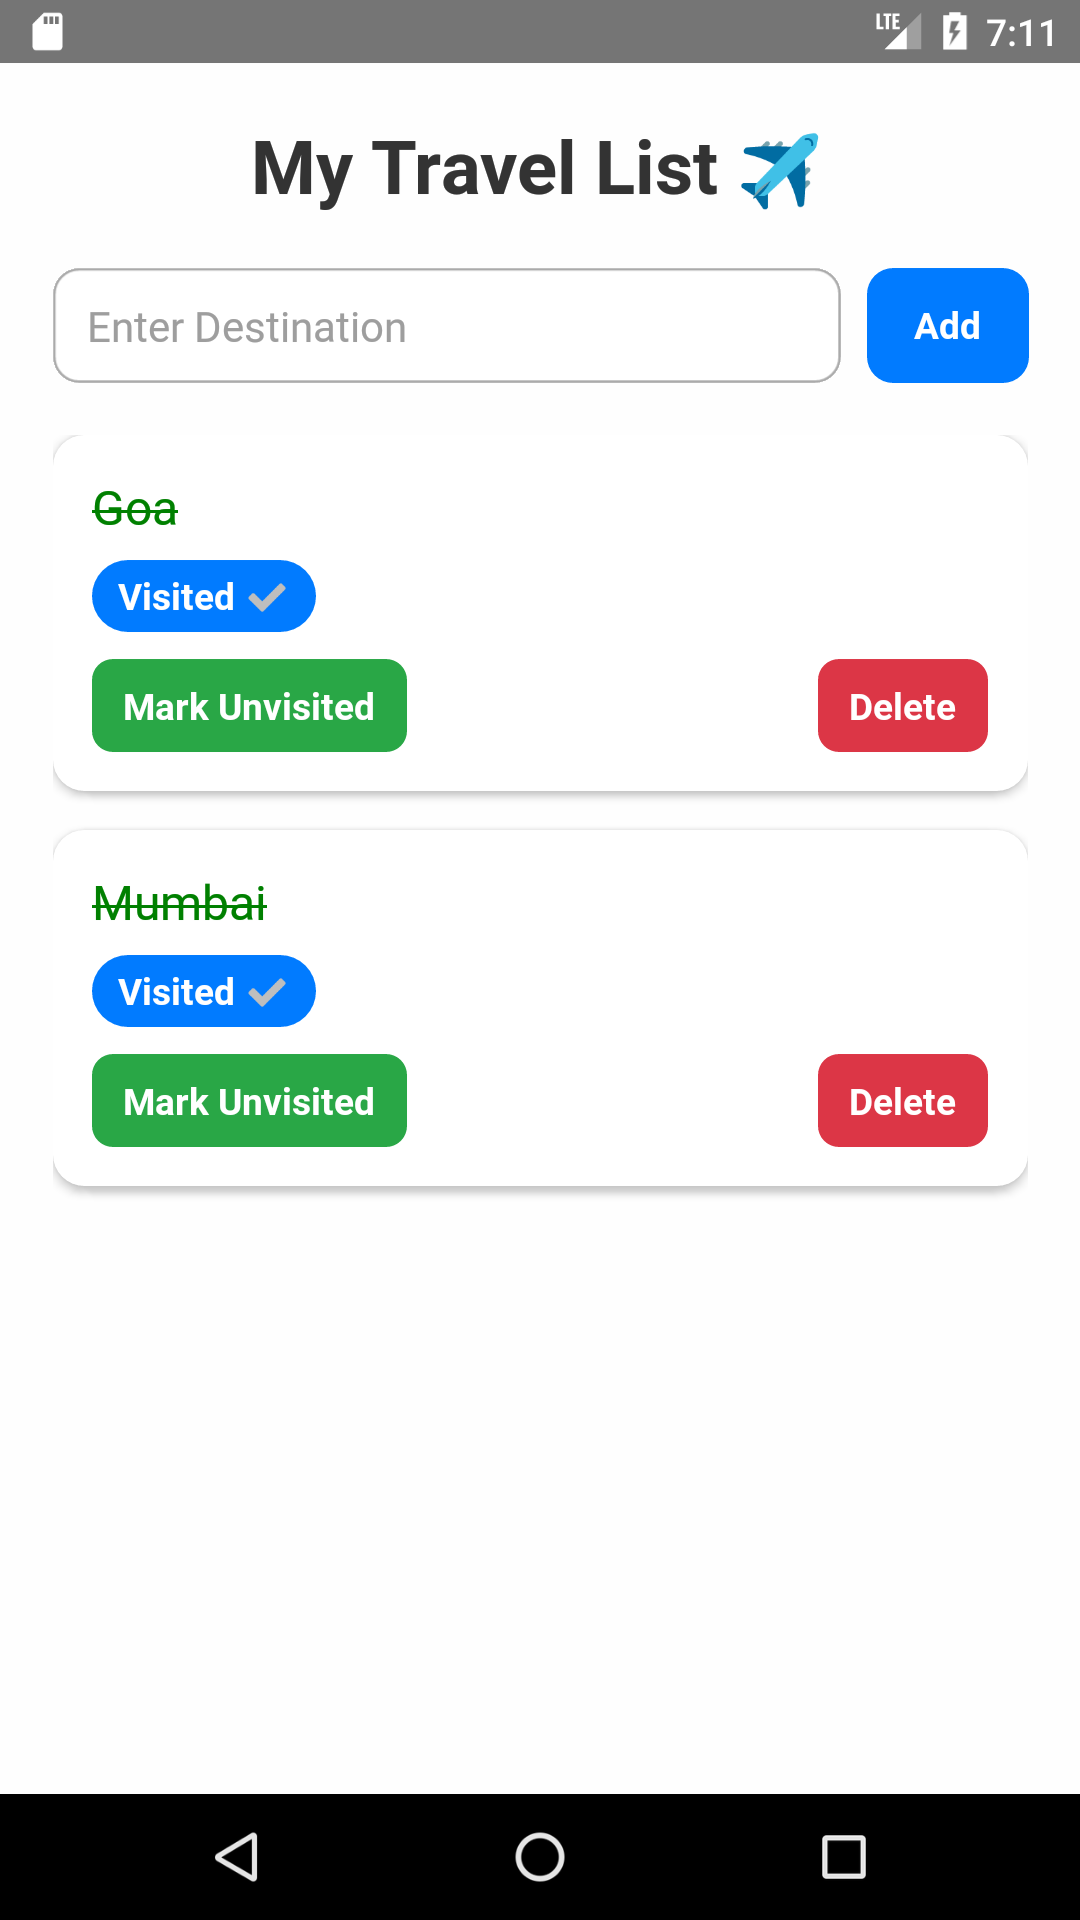 LTE 7:11
My Travel List ✈️
Enter Destination
Add
Goa
Visited ✔
Mark Unvisited
Delete
Mumbai
Visited ✔
Mark Unvisited
Delete